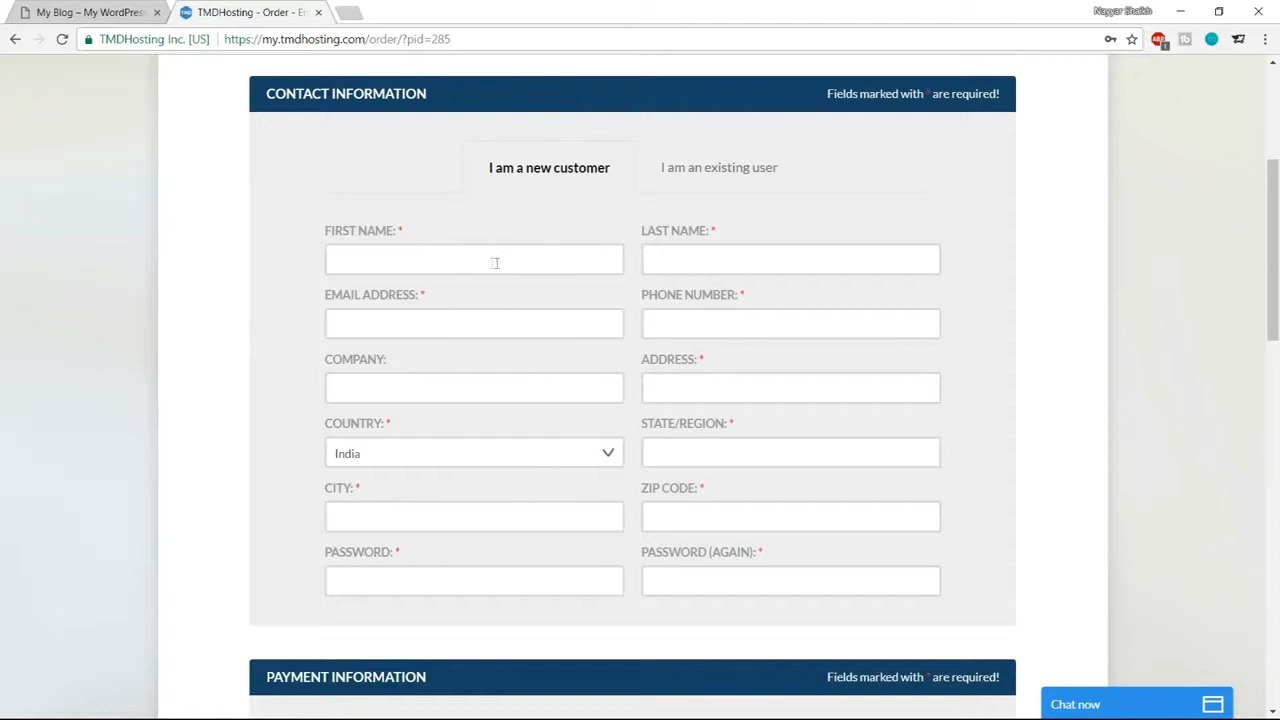 My Blog – My WordPress
TMDHosting - Order - En
Nayyar Shaikh
TMDHosting Inc. [US]
https://my.tmdhosting.com/order/?pid=285
CONTACT INFORMATION
Fields marked with * are required!
I am a new customer
I am an existing user
FIRST NAME: *
LAST NAME: *
EMAIL ADDRESS: *
PHONE NUMBER: *
COMPANY:
ADDRESS: *
COUNTRY: *
STATE/REGION: *
India
CITY: *
ZIP CODE: *
PASSWORD: *
PASSWORD (AGAIN): *
PAYMENT INFORMATION
Fields marked with * are required!
Chat now